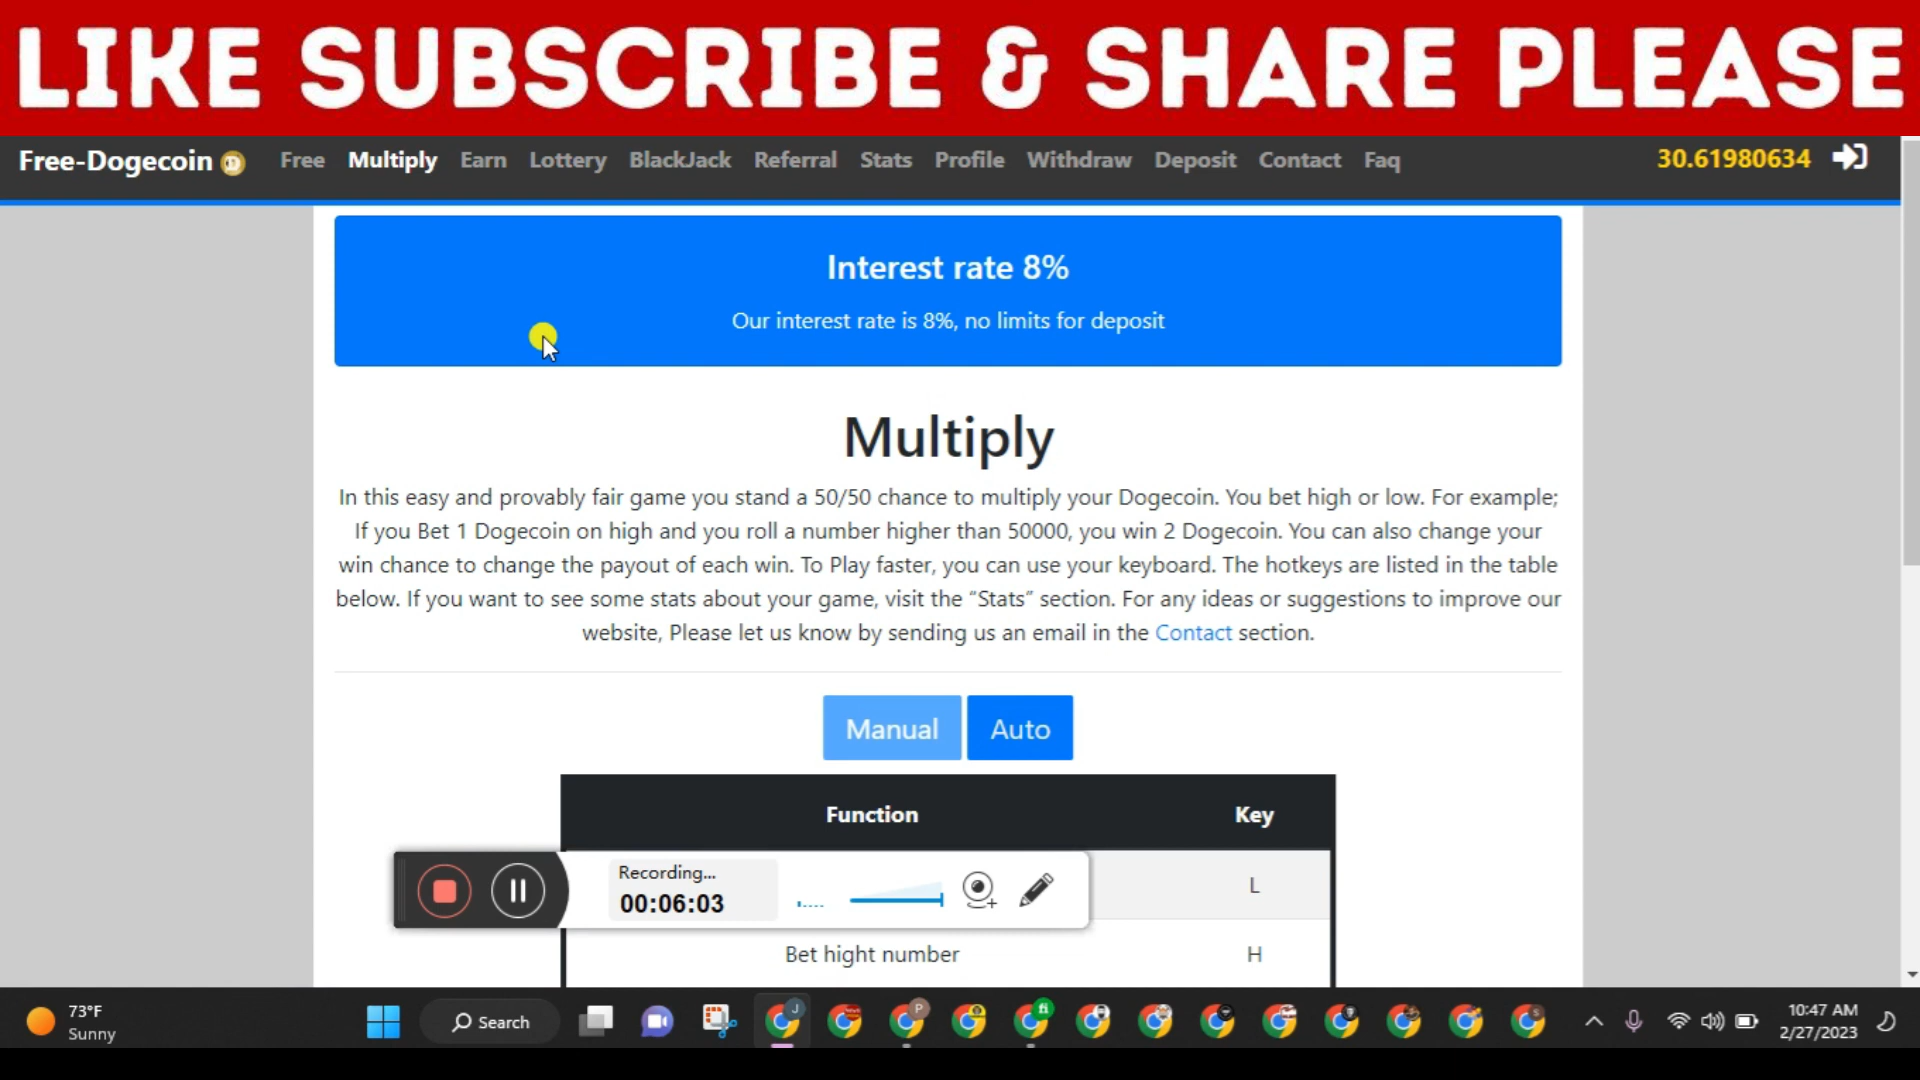 LIKE SUBSCRIBE & SHARE PLEASE
Free-Dogecoin Free Multiply Earn Lottery BlackJack Referral Stats Profile Withdraw Deposit Contact Faq 30.61980634
Interest rate 8%
Our interest rate is 8%, no limits for deposit
Multiply
In this easy and provably fair game you stand a 50/50 chance to multiply your Dogecoin. You bet high or low. For example;
If you Bet 1 Dogecoin on high and you roll a number higher than 50000, you win 2 Dogecoin. You can also change your
win chance to change the payout of each win. To Play faster, you can use your keyboard. The hotkeys are listed in the table
below. If you want to see some stats about your game, visit the “Stats” section. For any ideas or suggestions to improve our
website, Please let us know by sending us an email in the Contact section.
Manual Auto
Function Key
Recording...
00:06:03
L
Bet hight number H
73°F
Sunny
Search
10:47 AM
2/27/2023